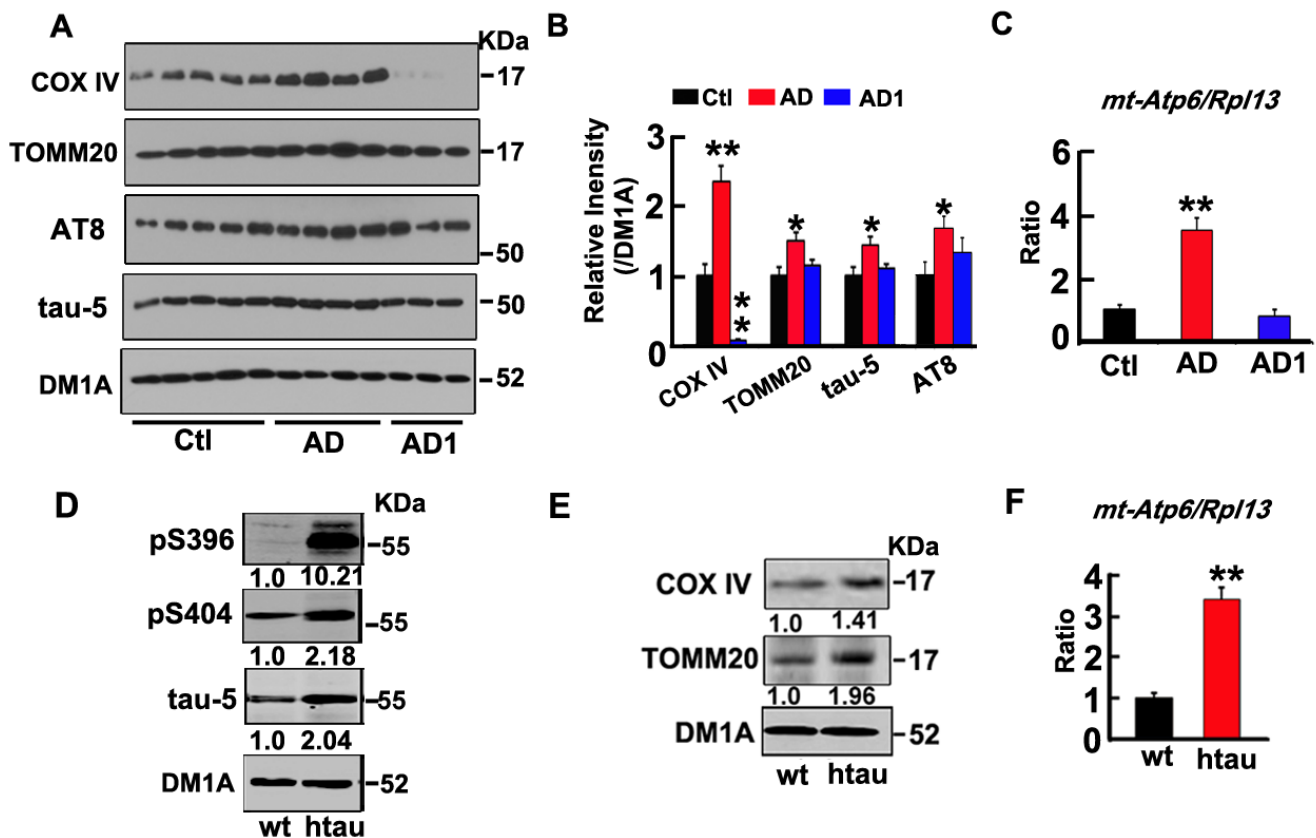 A
KDa
COX IV
-17
TOMM20
-17
AT8
-50
tau-5
-50
DM1A
-52
Ctl
AD
AD1
B
Ctl
AD
AD1
Relative Inensity
(/DM1A)
3
2
1
0
**
**
*
*
*
COX IV
TOMM20
tau-5
AT8
C
mt-Atp6/Rpl13
Ratio
6
4
2
0
**
Ctl
AD
AD1
D
KDa
pS396
-55
1.0 10.21
pS404
-55
1.0 2.18
tau-5
-55
1.0 2.04
DM1A
-52
wt htau
E
KDa
COX IV
-17
1.0 1.41
TOMM20
-17
1.0 1.96
DM1A
-52
wt htau
F
mt-Atp6/Rpl13
Ratio
4
3
2
1
0
**
wt
htau